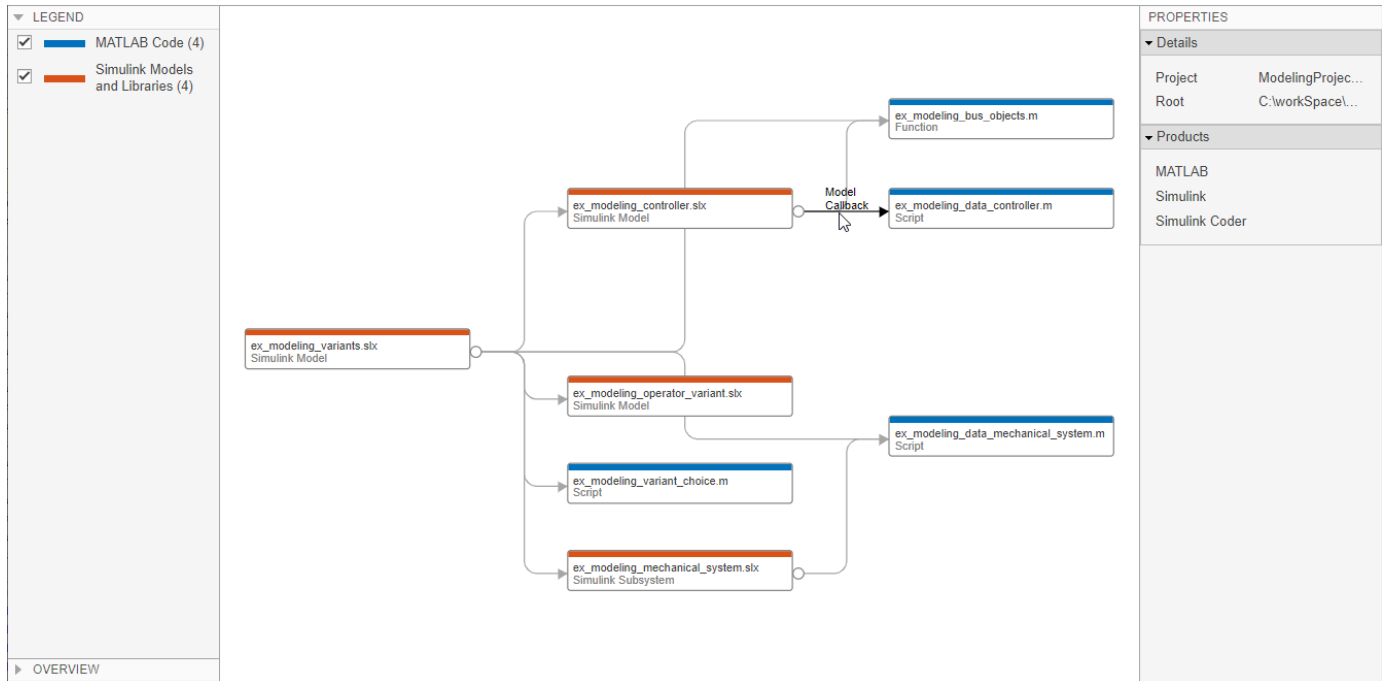 LEGEND
MATLAB Code (4)
Simulink Models
and Libraries (4)
OVERVIEW
ex_modeling_variants.slx
Simulink Model
ex_modeling_controller.slx
Simulink Model
ex_modeling_operator_variant.slx
Simulink Model
ex_modeling_variant_choice.m
Script
ex_modeling_mechanical_system.slx
Simulink Subsystem
Model
Callback
ex_modeling_bus_objects.m
Function
ex_modeling_data_controller.m
Script
ex_modeling_data_mechanical_system.m
Script
PROPERTIES
Details
Project ModelingProjec...
Root C:\workSpace\...
Products
MATLAB
Simulink
Simulink Coder